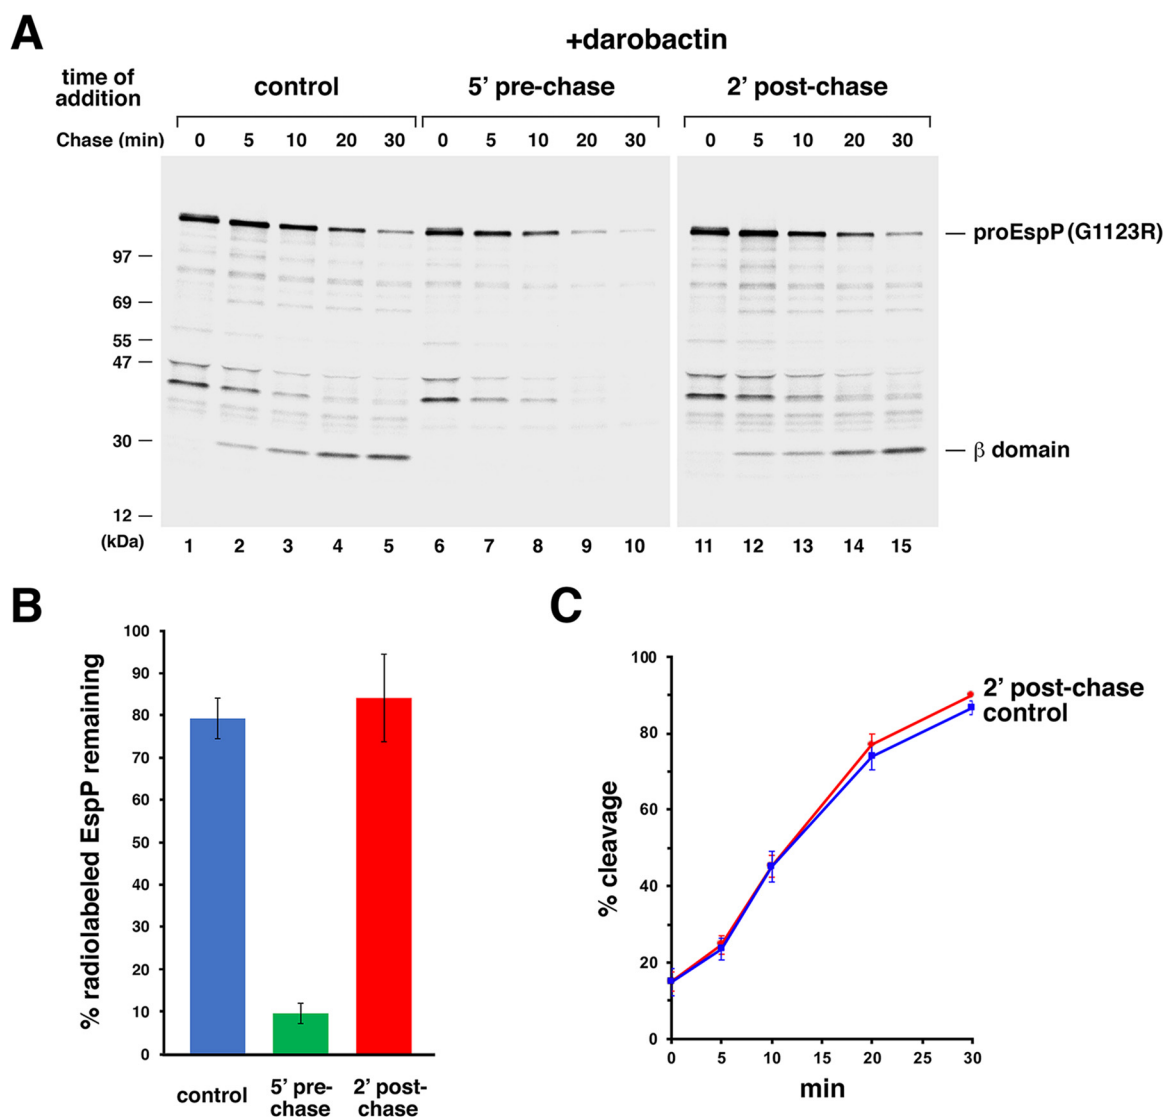 A
+darobactin
time of
addition
control
5’ pre-chase
2’ post-chase
Chase (min)
0 5 10 20 30 0 5 10 20 30 0 5 10 20 30
proEspP (G1123R)
97
69
55
47
30
β domain
12
(kDa)
1 2 3 4 5 6 7 8 9 10 11 12 13 14 15
B
% radiolabeled EspP remaining
100
90
80
70
60
50
40
30
20
10
0
control
5’ pre-
chase
2’ post-
chase
C
% cleavage
100
80
60
40
20
0
2’ post-chase
control
0 5 10 15 20 25 30
min